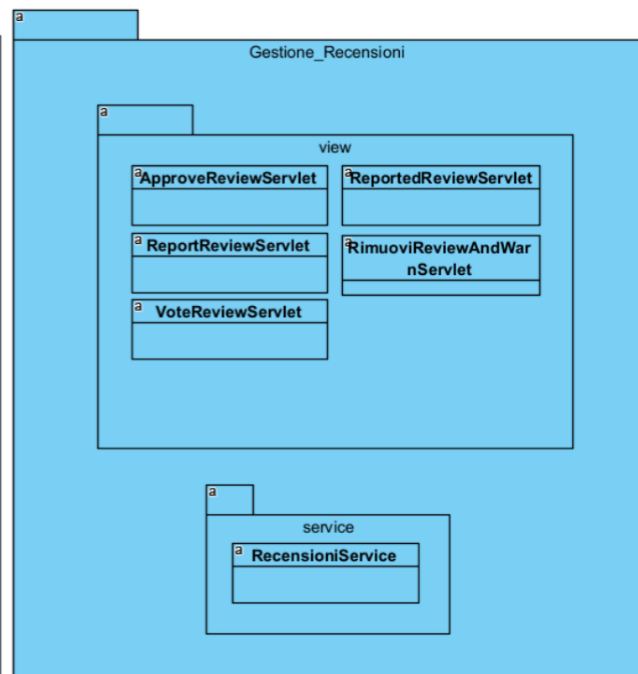 a
Gestione_Recensioni
a
view
a
ApproveReviewServlet
a
ReportedReviewServlet
a
ReportReviewServlet
a
RimuoviReviewAndWar
nServlet
a
VoteReviewServlet
a
service
a
RecensioniService